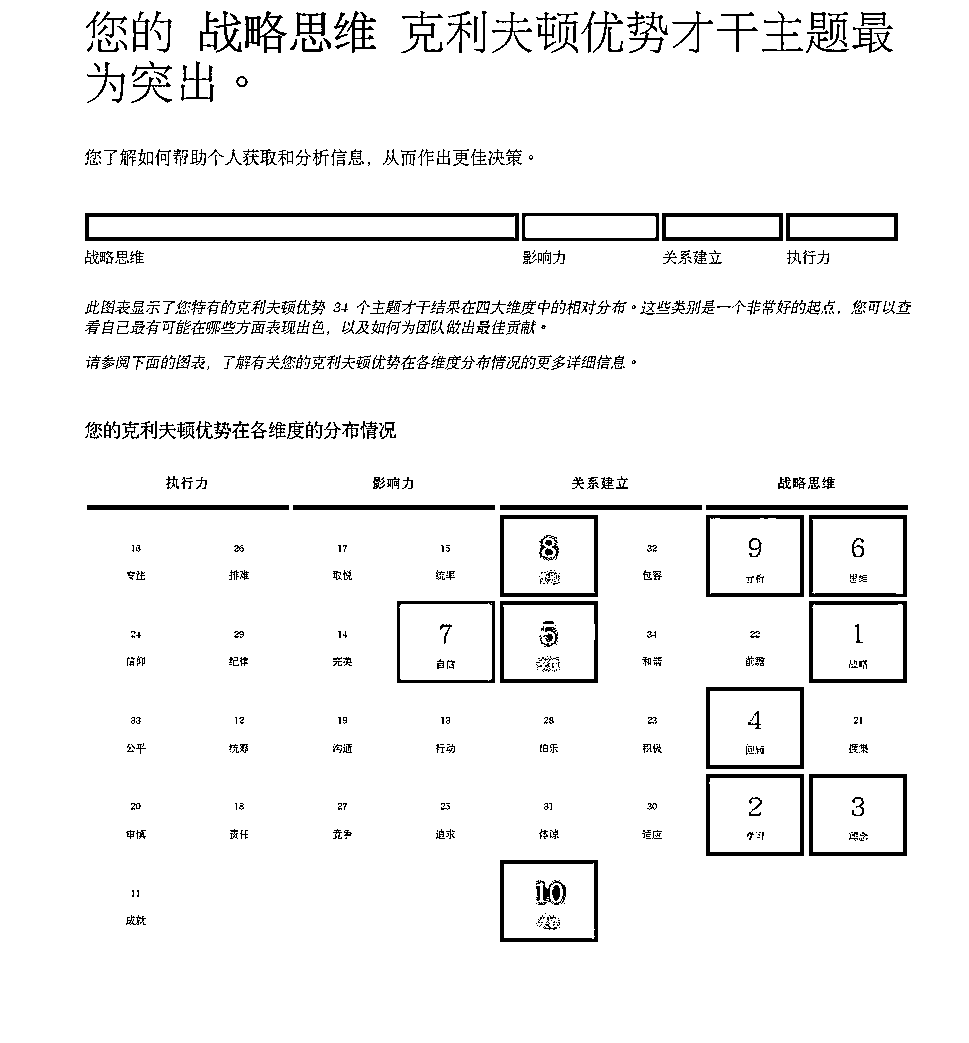 您的 战略思维 克利夫顿优势才干主题最
为突出。
您了解如何帮助个人获取和分析信息，从而作出更佳决策。
战略思维 影响力 关系建立 执行力
此图表显示了您特有的克利夫顿优势 34 个主题才干结果在四大维度中的相对分布。这些类别是一个非常好的起点，您可以查
看自己最有可能在哪些方面表现出色，以及如何为团队做出最佳贡献。
请参阅下面的图表，了解有关您的克利夫顿优势在各维度分布情况的更多详细信息。
您的克利夫顿优势在各维度的分布情况
执行力 影响力 关系建立 战略思维
16 26 17 15 8 32 9 6
专注 排难 取悦 统率 包容 分析 思维
24 29 14 7 5 34 22 1
信仰 纪律 完美 自信 和谐 前瞻 战略
33 12 19 13 28 23 4 21
公平 统筹 沟通 行动 伯乐 积极 回顾 搜集
20 18 27 25 31 30 2 3
审慎 责任 竞争 追求 体谅 适应 学习 理念
11 10
成就